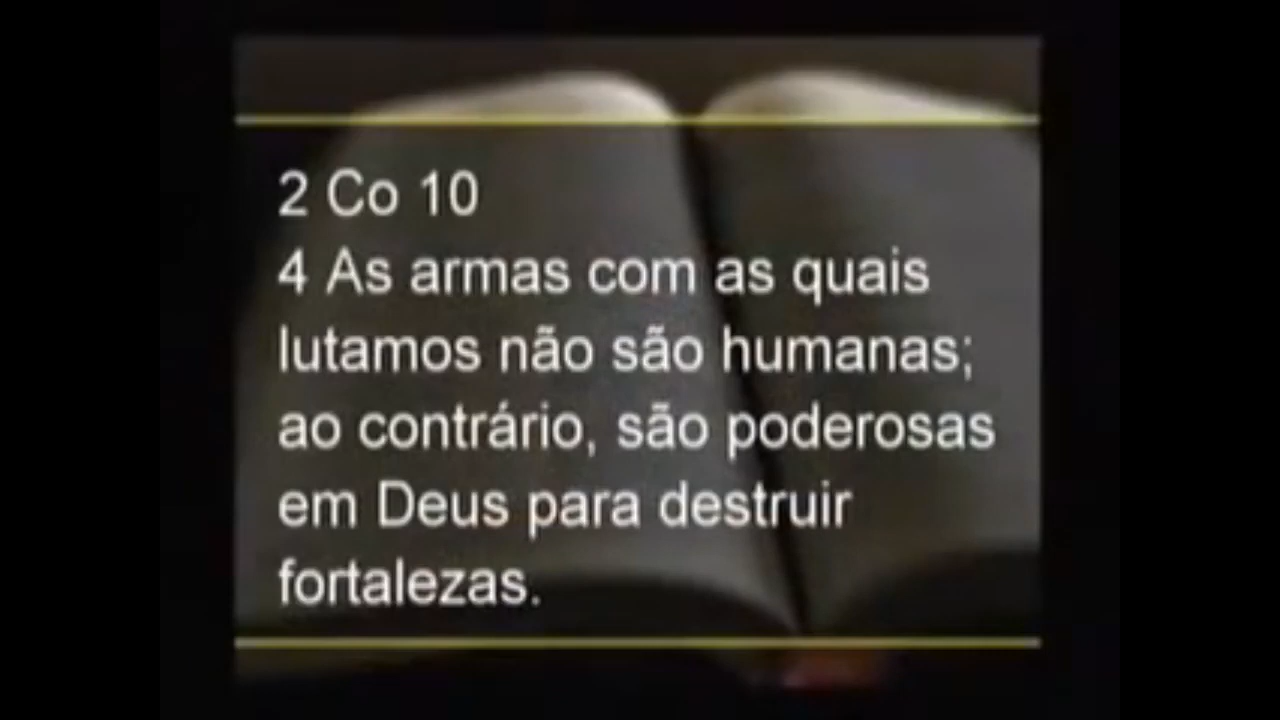 2 Co 10
4 As armas com as quais
lutamos não são humanas;
ao contrário, são poderosas
em Deus para destruir
fortalezas.